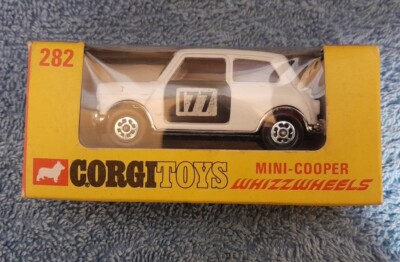 282
177
CORGI TOYS
MINI-COOPER
WHIZZWHEELS